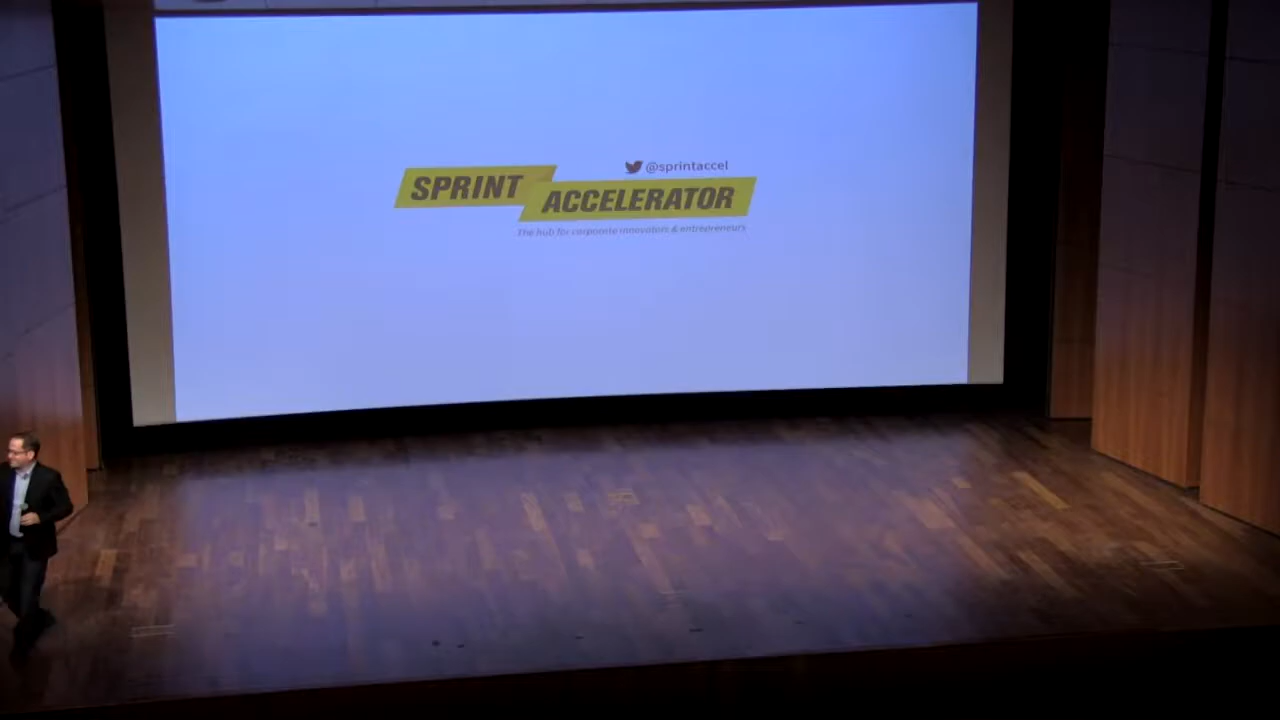 @sprintaccel
SPRINT
ACCELERATOR
The hub for corporate innovators & entrepreneurs